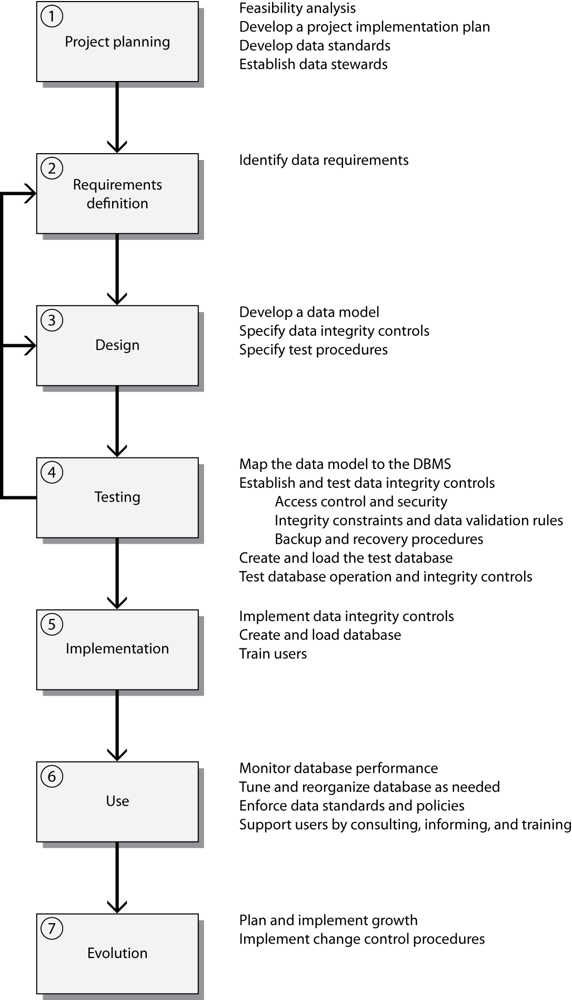 1
Project planning
Feasibility analysis
Develop a project implementation plan
Develop data standards
Establish data stewards
2
Requirements
definition
Identify data requirements
3
Design
Develop a data model
Specify data integrity controls
Specify test procedures
4
Testing
Map the data model to the DBMS
Establish and test data integrity controls
Access control and security
Integrity constraints and data validation rules
Backup and recovery procedures
Create and load the test database
Test database operation and integrity controls
5
Implementation
Implement data integrity controls
Create and load database
Train users
6
Use
Monitor database performance
Tune and reorganize database as needed
Enforce data standards and policies
Support users by consulting, informing, and training
7
Evolution
Plan and implement growth
Implement change control procedures